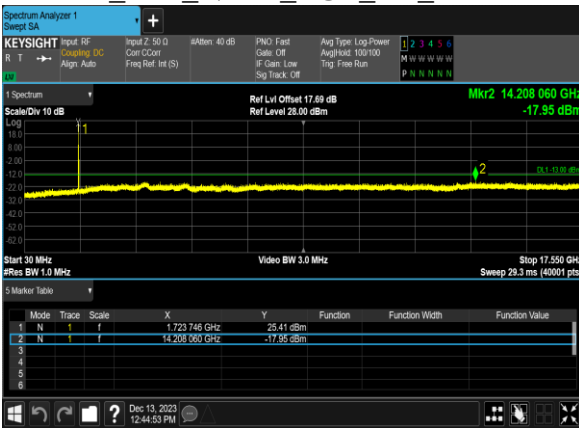 Spectrum Analyzer 1
Swept SA
+
KEYSIGHT
R T
LV
Input: RF
Coupling: DC
Align: Auto
Input Z: 50 Ω
Corr CCorr
Freq Ref: Int (S)
#Atten: 40 dB
PNO: Fast
Gate: Off
IF Gain: Low
Sig Track: Off
Avg Type: Log-Power
Avg|Hold: 100/100
Trig: Free Run
1 2 3 4 5 6
M W W W W W
P N N N N N
1 Spectrum
Scale/Div 10 dB
Ref Lvl Offset 17.69 dB
Ref Level 28.00 dBm
Mkr2 14.208 060 GHz
-17.95 dBm
Log
18.0
8.00
-2.00
-12.0
-22.0
-32.0
-42.0
-52.0
-62.0
1
2
DL1 -13.00 dBm
Start 30 MHz
#Res BW 1.0 MHz
Video BW 3.0 MHz
Stop 17.550 GHz
Sweep 29.3 ms (40001 pts)
5 Marker Table
Mode Trace Scale X Y Function Function Width Function Value
1 N 1 f 1.723 746 GHz 25.41 dBm
2 N 1 f 14.208 060 GHz -17.95 dBm
3
4
5
6
?
Dec 13, 2023
12:44:53 PM